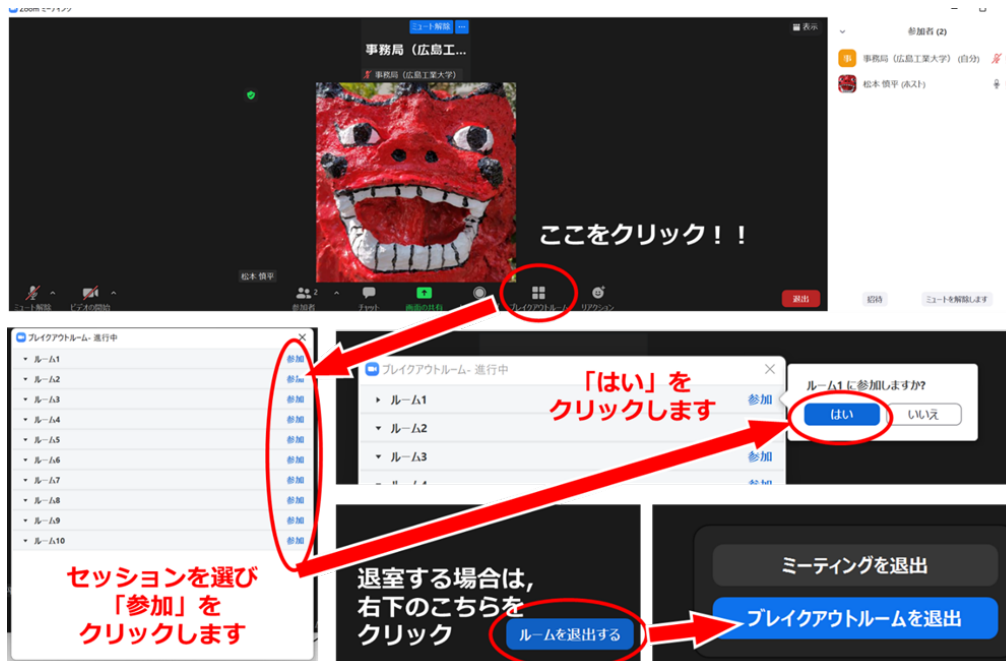 Zoom ミーティング
ミュート解除 …
表示
事務局（広島工...
事務局（広島工業大学）
参加者 (2)
事 事務局（広島工業大学） (自分)
松本 慎平 (ホスト)
ここをクリック！！
松本 慎平
ミュート解除
ビデオの開始
2
参加者
チャット
画面の共有
ブレイクアウトルーム
リアクション
退出
招待
ミュートを解除します
ブレイクアウトルーム- 進行中
ルーム1 参加
ルーム2 参加
ルーム3 参加
ルーム4 参加
ルーム5 参加
ルーム6 参加
ルーム7 参加
ルーム8 参加
ルーム9 参加
ルーム10 参加
セッションを選び
「参加」を
クリックします
ブレイクアウトルーム- 進行中
ルーム1 参加
ルーム2
ルーム3 参加
「はい」を
クリックします
ルーム1 に参加しますか?
はい
いいえ
退室する場合は，
右下のこちらを
クリック
ルームを退出する
ミーティングを退出
ブレイクアウトルームを退出